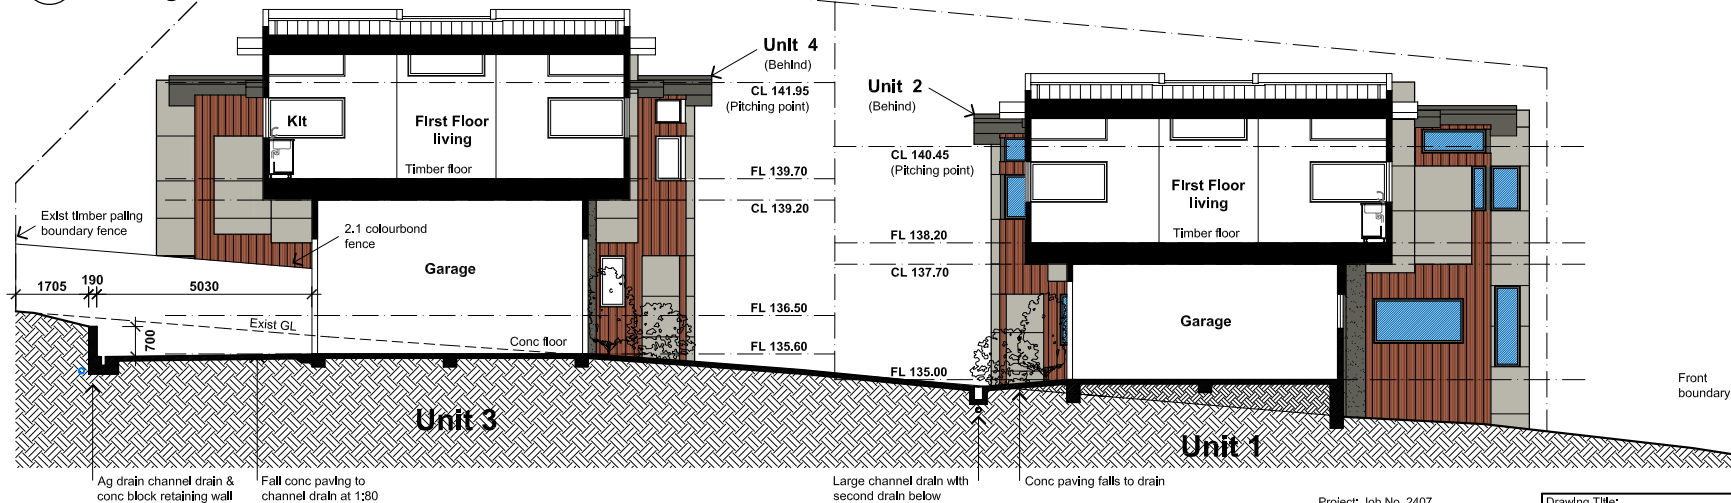 Unit 4
(Behind)
CL 141.95
(Pitching point)
Unit 2
(Behind)
Kit
First Floor
living
Timber floor
CL 140.45
(Pitching point)
FL 139.70
CL 139.20
First Floor
living
Timber floor
Exist timber paling
boundary fence
2.1 colourbond
fence
FL 138.20
CL 137.70
Garage
1705
190
5030
700
Exist GL
Conc floor
FL 136.50
FL 135.60
FL 135.00
Garage
Front
boundary
Unit 3
Unit 1
Ag drain channel drain &
conc block retaining wall
Fall conc paving to
channel drain at 1:80
Large channel drain with
second drain below
Conc paving falls to drain
Project: Job No. 2407
Drawing Title: